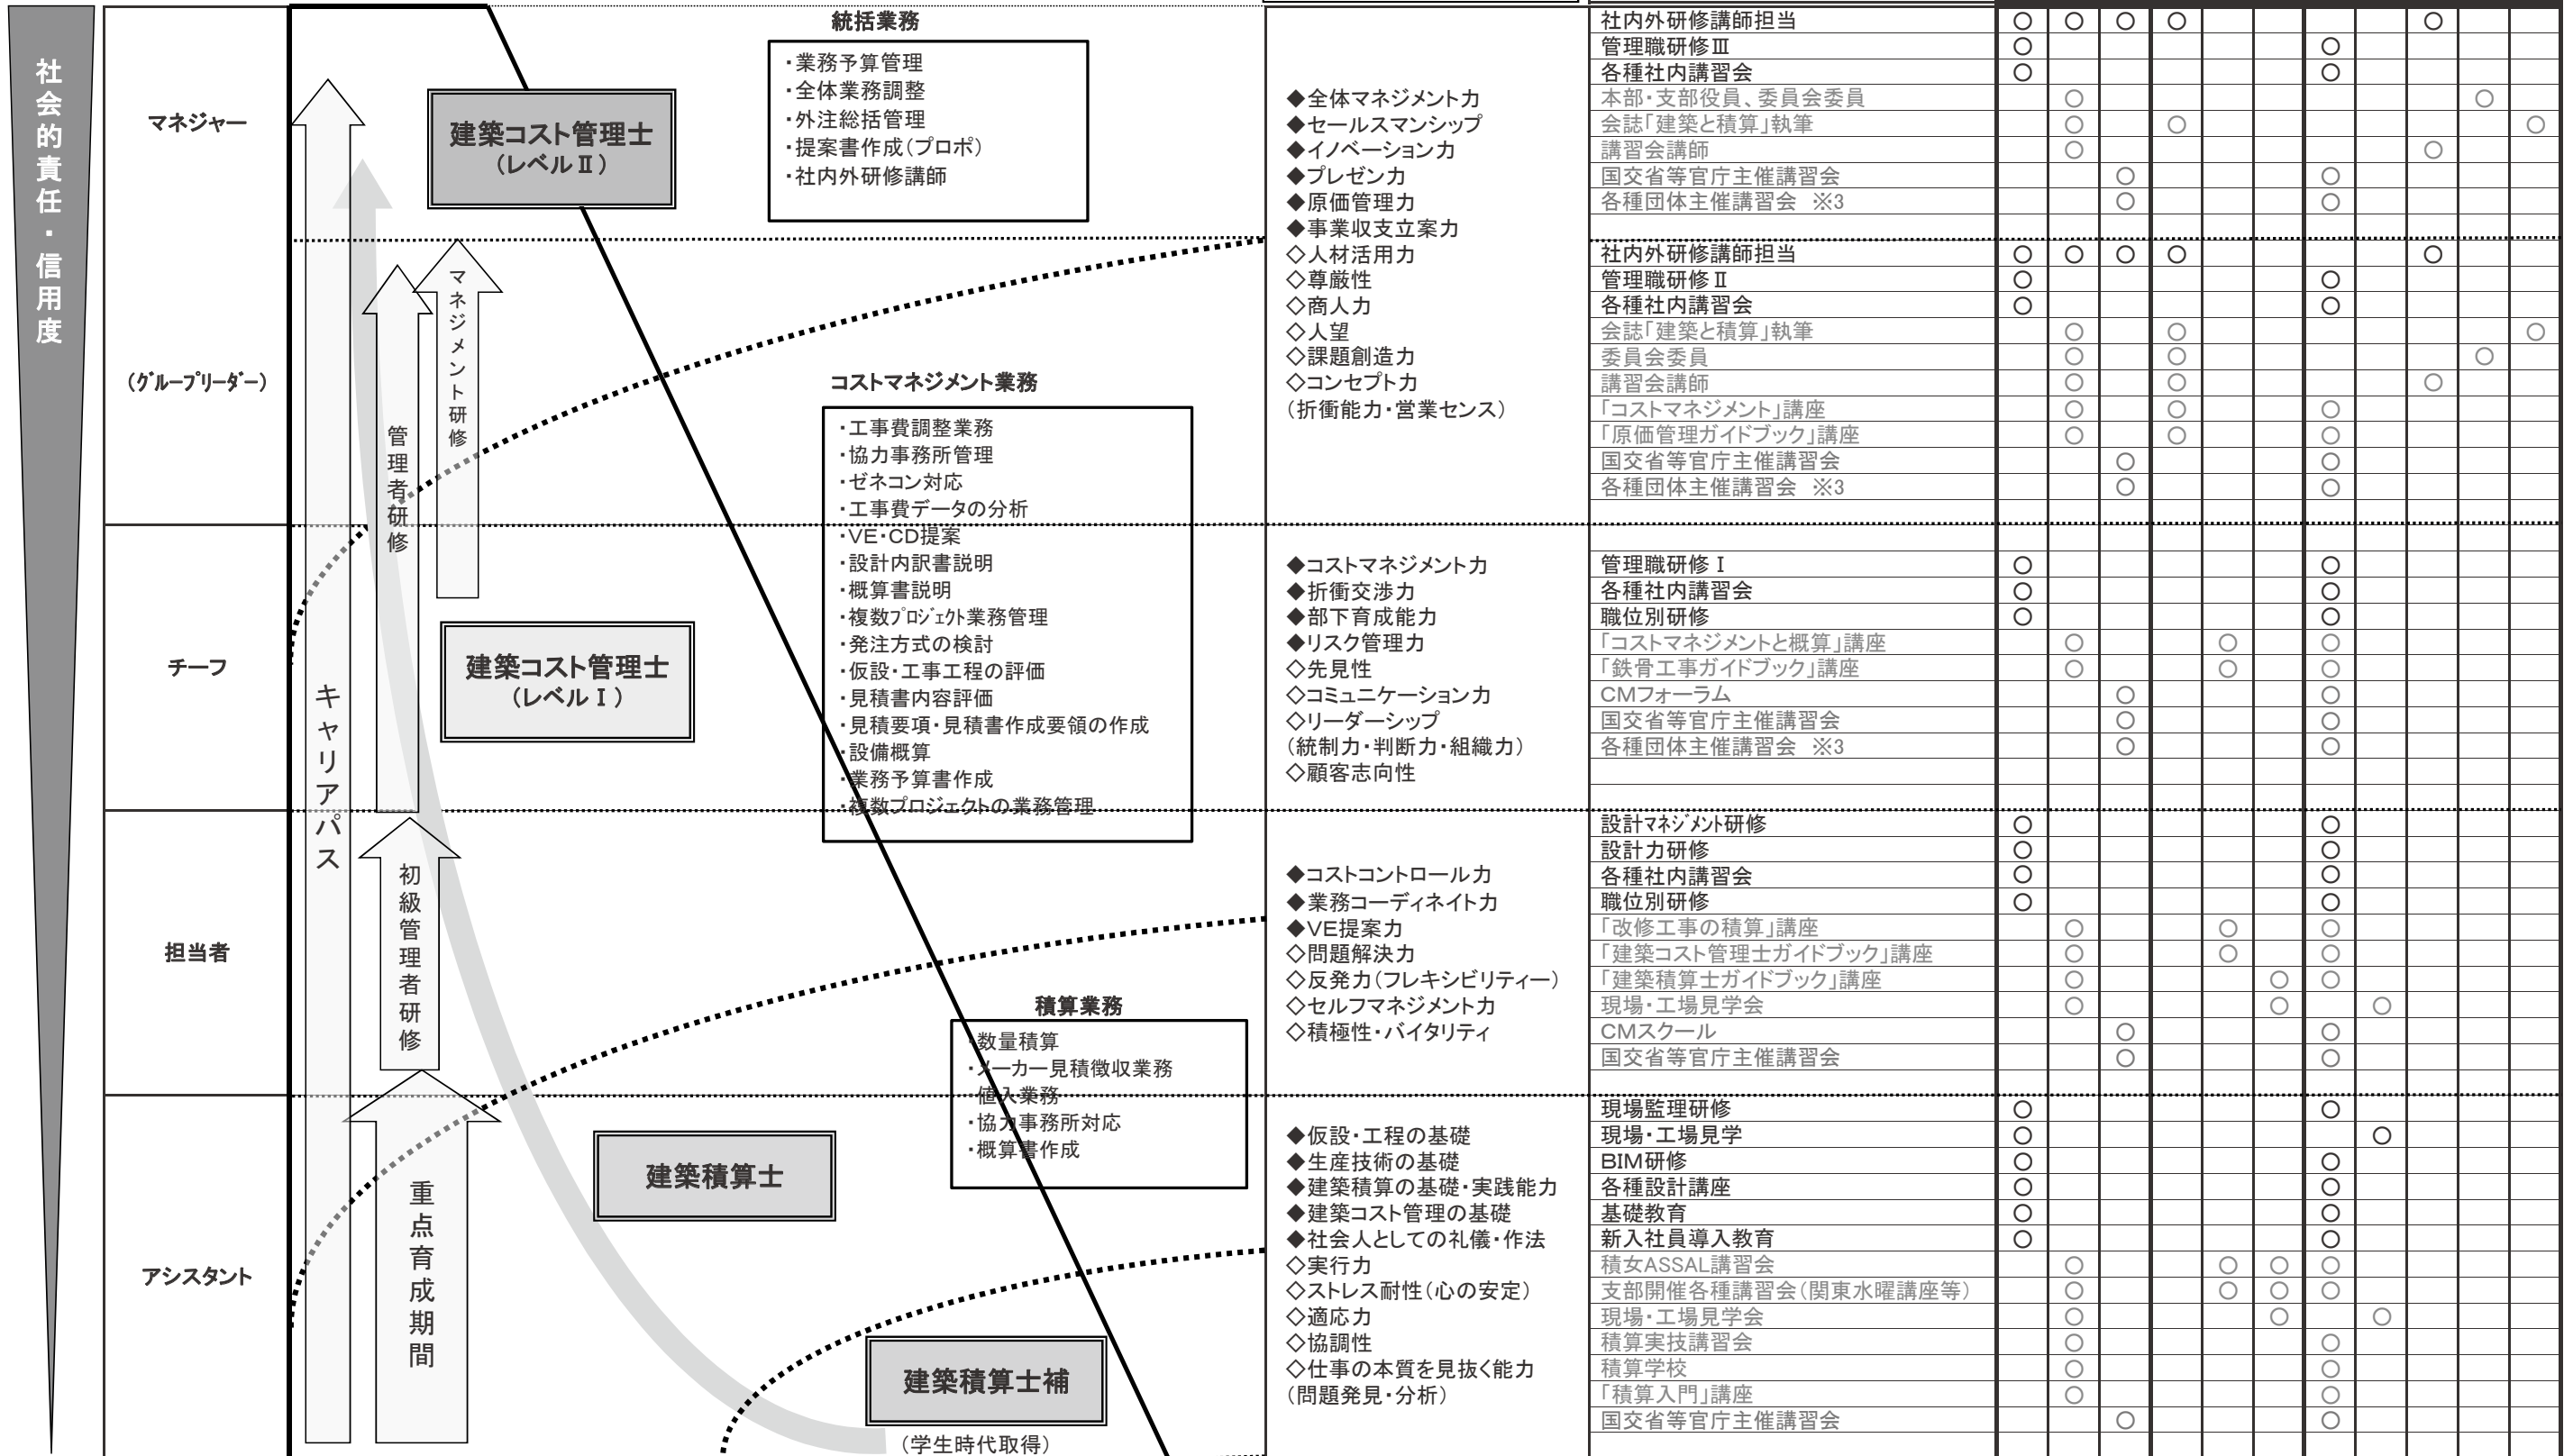 社会的責任・信用度
マネジャー
(ｸﾞﾙｰﾌﾟﾘｰﾀﾞｰ)
チーフ
担当者
アシスタント
キャリアパス
管理者研修
マネジメント研修
初級管理者研修
重点育成期間
建築コスト管理士
(レベルⅡ)
建築コスト管理士
(レベルⅠ)
建築積算士
建築積算士補
(学生時代取得)
統括業務
・業務予算管理
・全体業務調整
・外注総括管理
・提案書作成(プロポ)
・社内外研修講師
コストマネジメント業務
・工事費調整業務
・協力事務所管理
・ゼネコン対応
・工事費データの分析
・VE・CD提案
・設計内訳書説明
・概算書説明
・複数ﾌﾟﾛｼﾞｪｸﾄ業務管理
・発注方式の検討
・仮設・工事工程の評価
・見積書内容評価
・見積要項・見積書作成要領の作成
・設備概算
・業務予算書作成
・複数プロジェクトの業務管理
積算業務
・数量積算
・メーカー見積徴収業務
・値入業務
・協力事務所対応
・概算書作成
◆全体マネジメント力
◆セールスマンシップ
◆イノベーション力
◆プレゼン力
◆原価管理力
◆事業収支立案力
◇人材活用力
◇尊厳性
◇商人力
◇人望
◇課題創造力
◇コンセプト力
(折衝能力・営業センス)
◆コストマネジメント力
◆折衝交渉力
◆部下育成能力
◆リスク管理力
◇先見性
◇コミュニケーション力
◇リーダーシップ
(統制力・判断力・組織力)
◇顧客志向性
◆コストコントロール力
◆業務コーディネイト力
◆VE提案力
◇問題解決力
◇反発力(フレキシビリティー)
◇セルフマネジメント力
◇積極性・バイタリティ
◆仮設・工程の基礎
◆生産技術の基礎
◆建築積算の基礎・実践能力
◆建築コスト管理の基礎
◆社会人としての礼儀・作法
◇実行力
◇ストレス耐性(心の安定)
◇適応力
◇協調性
◇仕事の本質を見抜く能力
(問題発見・分析)
社内外研修講師担当 ○ ○ ○ ○ ○
管理職研修Ⅲ ○ ○
各種社内講習会 ○ ○
本部・支部役員、委員会委員 ○ ○
会誌「建築と積算」執筆 ○ ○ ○
講習会講師 ○ ○
国交省等官庁主催講習会 ○ ○
各種団体主催講習会 ※3 ○ ○
社内外研修講師担当 ○ ○ ○ ○ ○
管理職研修Ⅱ ○ ○
各種社内講習会 ○ ○
会誌「建築と積算」執筆 ○ ○ ○
委員会委員 ○ ○ ○
講習会講師 ○ ○ ○
「コストマネジメント」講座 ○ ○ ○
「原価管理ガイドブック」講座 ○ ○ ○
国交省等官庁主催講習会 ○ ○
各種団体主催講習会 ※3 ○ ○
管理職研修Ⅰ ○ ○
各種社内講習会 ○ ○
職位別研修 ○ ○
「コストマネジメントと概算」講座 ○ ○ ○
「鉄骨工事ガイドブック」講座 ○ ○ ○
CMフォーラム ○ ○
国交省等官庁主催講習会 ○ ○
各種団体主催講習会 ※3 ○ ○
設計ﾏﾈｼﾞﾒﾝﾄ研修 ○ ○
設計力研修 ○ ○
各種社内講習会 ○ ○
職位別研修 ○ ○
「改修工事の積算」講座 ○ ○ ○
「建築コスト管理士ガイドブック」講座 ○ ○ ○
「建築積算士ガイドブック」講座 ○ ○ ○
現場・工場見学会 ○ ○ ○
CMスクール ○ ○
国交省等官庁主催講習会 ○ ○
現場監理研修 ○ ○
現場・工場見学 ○ ○
BIM研修 ○ ○
各種設計講座 ○ ○
基礎教育 ○ ○
新入社員導入教育 ○ ○
積女ASSAL講習会 ○ ○ ○ ○
支部開催各種講習会(関東水曜講座等) ○ ○ ○ ○
現場・工場見学会 ○ ○ ○
積算実技講習会 ○ ○
積算学校 ○ ○
「積算入門」講座 ○ ○
国交省等官庁主催講習会 ○ ○